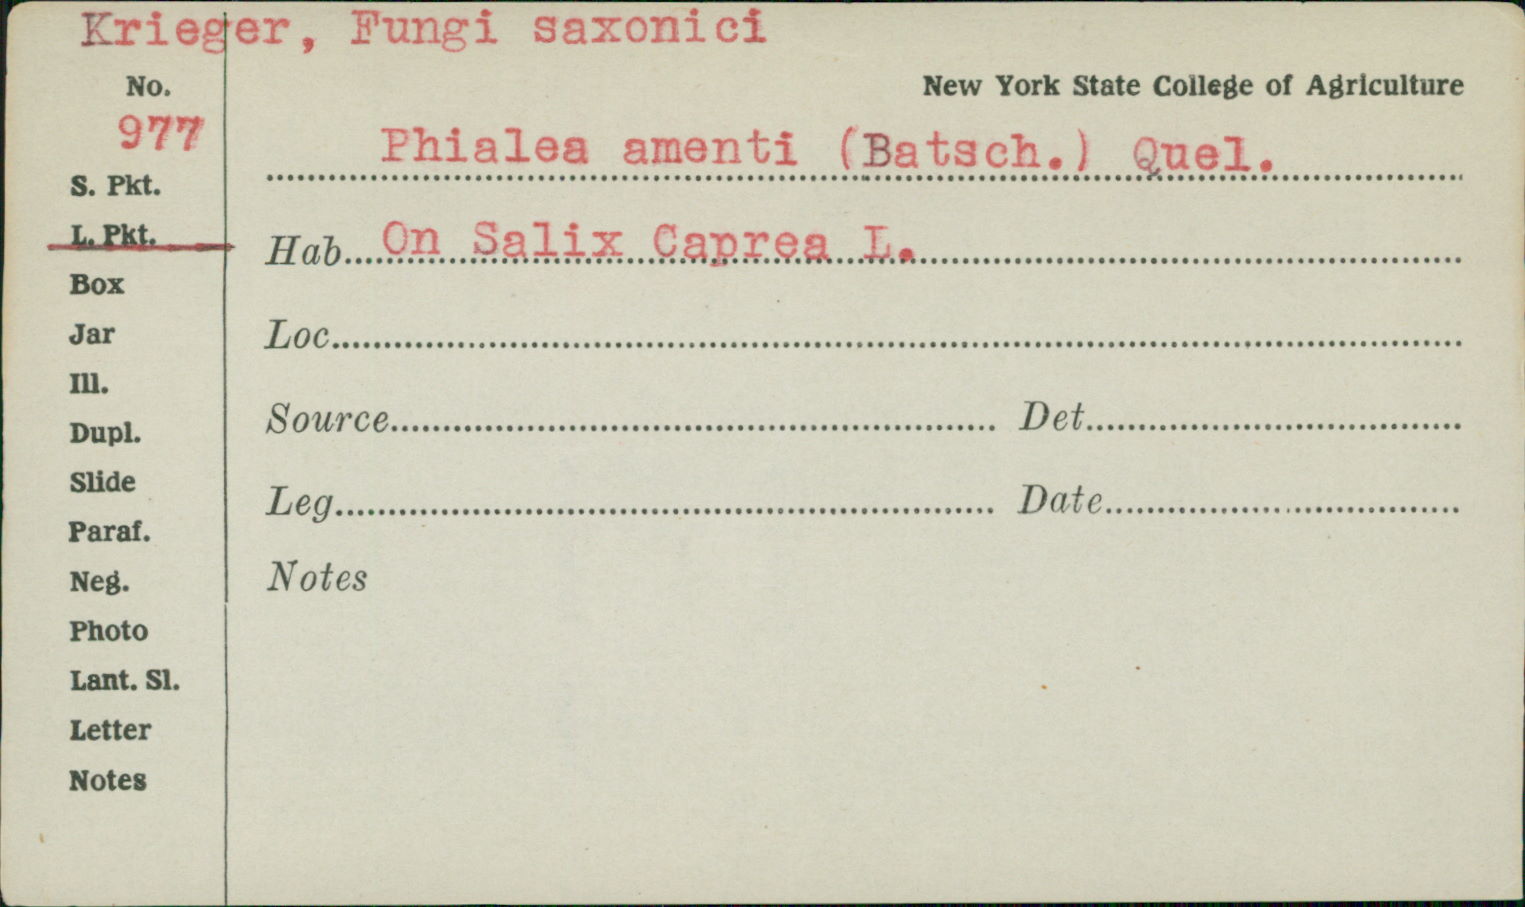 Krieger, Fungi saxonici
No.
977
New York State College of Agriculture
Phialea amenti (Batsch.) Quel.
S. Pkt.
L. Pkt.
Hab. On Salix Caprea L.
Box
Jar
Loc.
Ill.
Dupl.
Source Det.
Slide
Leg. Date
Paraf.
Neg.
Notes
Photo
Lant. Sl.
Letter
Notes